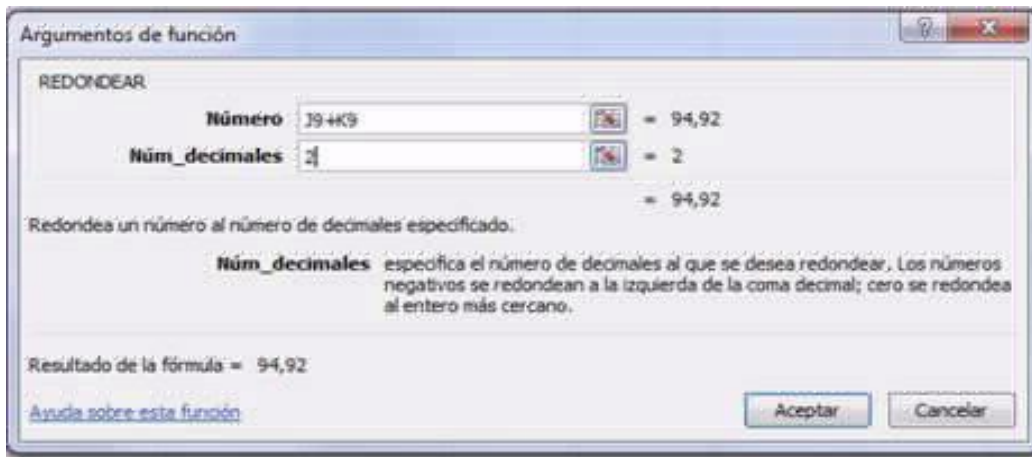 Argumentos de función
REDONDEAR
Número J9+K9 = 94,92
Núm_decimales 2 = 2
= 94,92
Redondea un número al número de decimales especificado.
Núm_decimales especifica el número de decimales al que se desea redondear. Los números
negativos se redondean a la izquierda de la coma decimal; cero se redondea
al entero más cercano.
Resultado de la fórmula = 94,92
Ayuda sobre esta función Aceptar Cancelar